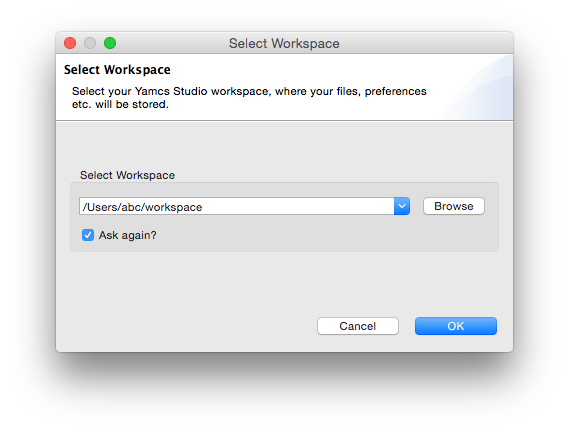 Select Workspace
Select Workspace
Select your Yamcs Studio workspace, where your files, preferences
etc. will be stored.
Select Workspace
/Users/abc/workspace
Browse
Ask again?
Cancel
OK